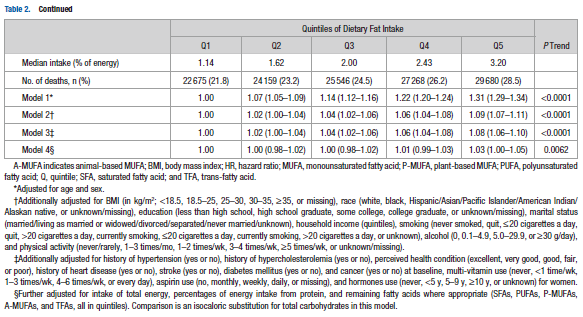 Table 2. Continued
Quintiles of Dietary Fat Intake
Q1 Q2 Q3 Q4 Q5 P Trend
Median intake (% of energy) 1.14 1.62 2.00 2.43 3.20
No. of deaths, n (%) 22 675 (21.8) 24 159 (23.2) 25 546 (24.5) 27 268 (26.2) 29 680 (28.5)
Model 1* 1.00 1.07 (1.05–1.09) 1.14 (1.12–1.16) 1.22 (1.20–1.24) 1.31 (1.29–1.34) <0.0001
Model 2† 1.00 1.02 (1.00–1.04) 1.04 (1.02–1.06) 1.06 (1.04–1.08) 1.09 (1.07–1.11) <0.0001
Model 3‡ 1.00 1.02 (1.00–1.04) 1.04 (1.02–1.06) 1.06 (1.04–1.08) 1.08 (1.06–1.10) <0.0001
Model 4§ 1.00 1.00 (0.98–1.02) 1.00 (0.98–1.02) 1.01 (0.99–1.03) 1.03 (1.00–1.05) 0.0062
A-MUFA indicates animal-based MUFA; BMI, body mass index; HR, hazard ratio; MUFA, monounsaturated fatty acid; P-MUFA, plant-based MUFA; PUFA, polyunsaturated
fatty acid; Q, quintile; SFA, saturated fatty acid; and TFA, trans-fatty acid.
*Adjusted for age and sex.
†Additionally adjusted for BMI (in kg/m²; <18.5, 18.5–25, 25–30, 30–35, ≥35, or missing), race (white, black, Hispanic/Asian/Pacific Islander/American Indian/
Alaskan native, or unknown/missing), education (less than high school, high school graduate, some college, college graduate, or unknown/missing), marital status
(married/living as married or widowed/divorced/separated/never married/unknown), household income (quintiles), smoking (never smoked, quit, ≤20 cigarettes a day,
quit, >20 cigarettes a day, currently smoking, ≤20 cigarettes a day, currently smoking, >20 cigarettes a day, or unknown), alcohol (0, 0.1–4.9, 5.0–29.9, or ≥30 g/day),
and physical activity (never/rarely, 1–3 times/mo, 1–2 times/wk, 3–4 times/wk, ≥5 times/wk, or unknown/missing).
‡Additionally adjusted for history of hypertension (yes or no), history of hypercholesterolemia (yes or no), perceived health condition (excellent, very good, good, fair,
or poor), history of heart disease (yes or no), stroke (yes or no), diabetes mellitus (yes or no), and cancer (yes or no) at baseline, multi-vitamin use (never, <1 time/wk,
1–3 times/wk, 4–6 times/wk, or every day), aspirin use (no, monthly, weekly, daily, or missing), and hormones use (never, <5 y, 5–9 y, ≥10 y, or unknown) for women.
§Further adjusted for intake of total energy, percentages of energy intake from protein, and remaining fatty acids where appropriate (SFAs, PUFAs, P-MUFAs,
A-MUFAs, and TFAs, all in quintiles). Comparison is an isocaloric substitution for total carbohydrates in this model.